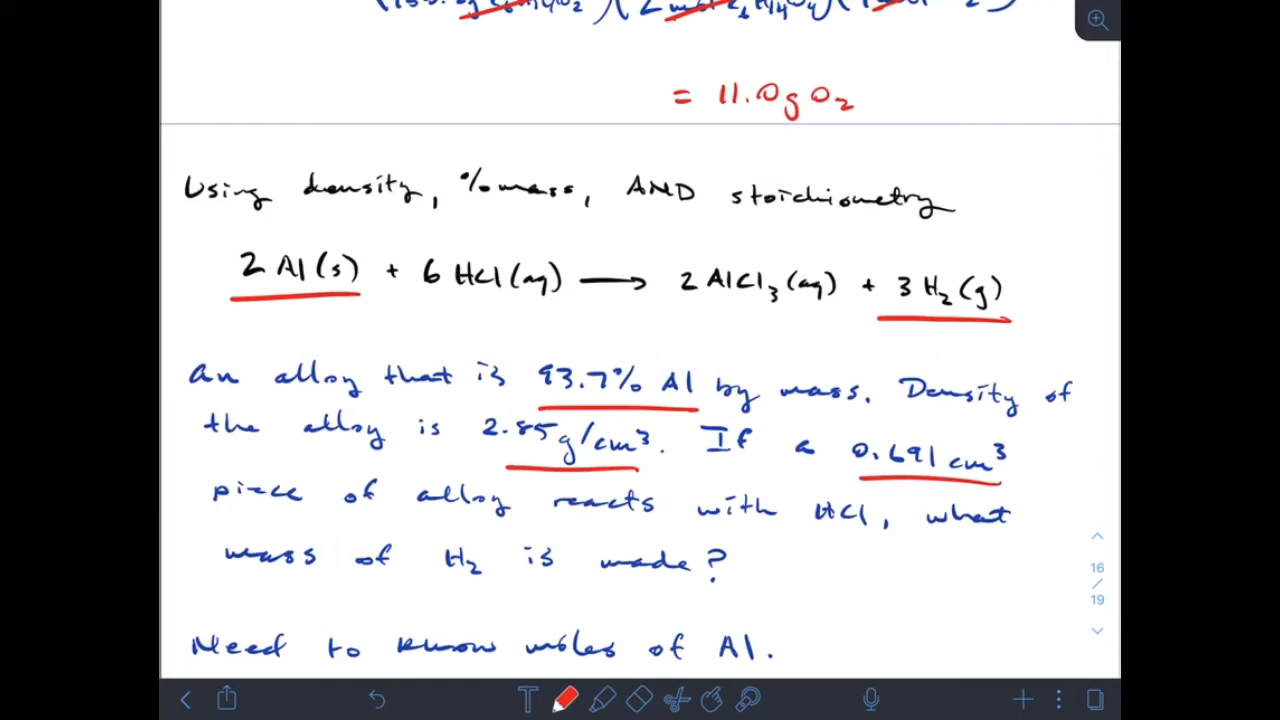 = 11.0g O2
Using density, % mass, AND stoichiometry
2 Al(s) + 6 HCl(aq) → 2 AlCl3(aq) + 3 H2(g)
An alloy that is 93.7% Al by mass. Density of
the alloy is 2.85 g/cm³. If a 0.691 cm³
piece of alloy reacts with HCl, what
mass of H2 is made?
Need to know moles of Al.
16
/
19
T